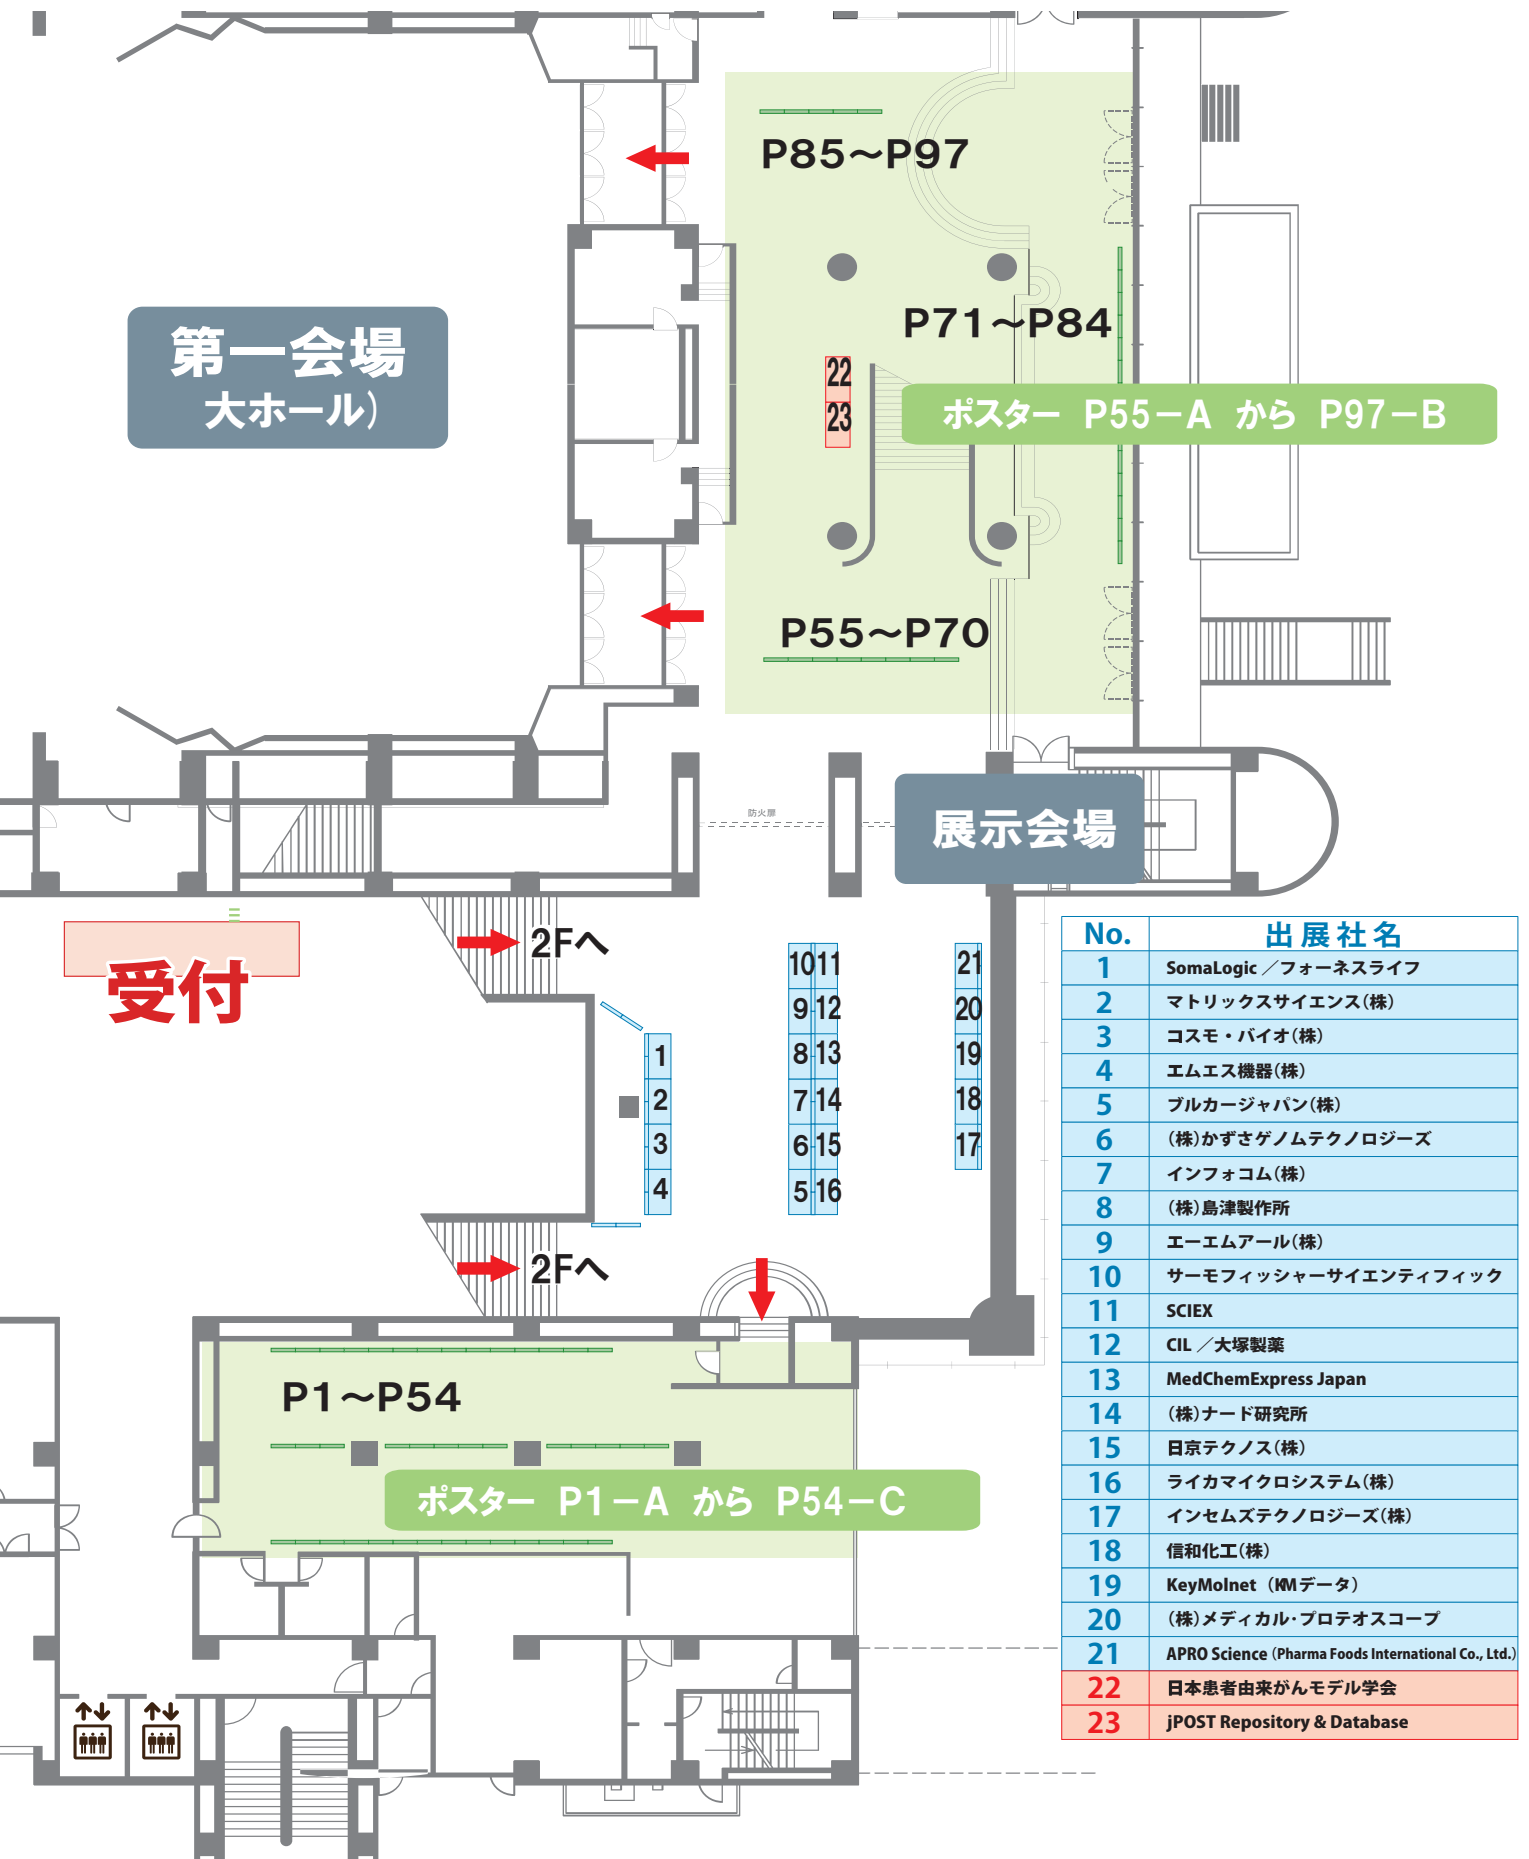 P85～P97
第一会場
大ホール）
P71～P84
22
23
ポスター P55－A から P97－B
P55～P70
防火扉
展示会場
受付
2Fへ
10 11
21
9 12
20
1
8 13
19
2
7 14
18
3
6 15
17
4
5 16
2Fへ
P1～P54
ポスター P1－A から P54－C
No. 出展社名
1 SomaLogic／フォーネスライフ
2 マトリックスサイエンス(株)
3 コスモ・バイオ(株)
4 エムエス機器(株)
5 ブルカージャパン(株)
6 (株)かずさゲノムテクノロジーズ
7 インフォコム(株)
8 (株)島津製作所
9 エーエムアール(株)
10 サーモフィッシャーサイエンティフィック
11 SCIEX
12 CIL／大塚製薬
13 MedChemExpress Japan
14 (株)ナード研究所
15 日京テクノス(株)
16 ライカマイクロシステム(株)
17 インセムズテクノロジーズ(株)
18 信和化工(株)
19 KeyMolnet（KMデータ）
20 (株)メディカル・プロテオスコープ
21 APRO Science (Pharma Foods International Co., Ltd.)
22 日本患者由来がんモデル学会
23 jPOST Repository & Database